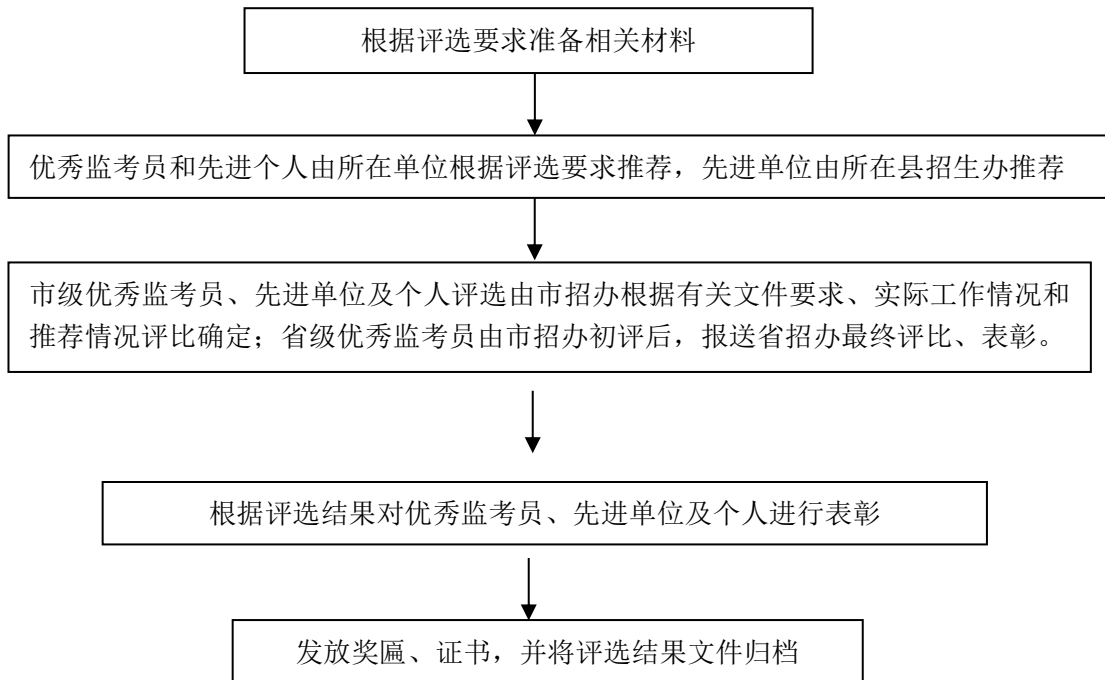 根据评选要求准备相关材料
优秀监考员和先进个人由所在单位根据评选要求推荐，先进单位由所在县招生办推荐
市级优秀监考员、先进单位及个人评选由市招办根据有关文件要求、实际工作情况和
推荐情况评比确定；省级优秀监考员由市招办初评后，报送省招办最终评比、表彰。
根据评选结果对优秀监考员、先进单位及个人进行表彰
发放奖匾、证书，并将评选结果文件归档